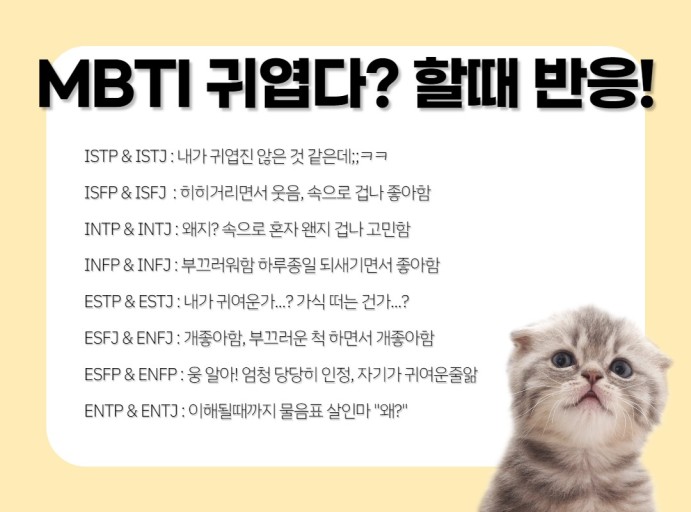 MBTI 귀엽다? 할때 반응!
ISTP & ISTJ : 내가 귀엽진 않은 것 같은데;;ㅋㅋ
ISFP & ISFJ : 히히거리면서 웃음, 속으로 겁나 좋아함
INTP & INTJ : 왜지? 속으로 혼자 왠지 겁나 고민함
INFP & INFJ : 부끄러워함 하루종일 되새기면서 좋아함
ESTP & ESTJ : 내가 귀여운가...? 가식 떠는 건가...?
ESFJ & ENFJ : 개좋아함, 부끄러운 척 하면서 개좋아함
ESFP & ENFP : 웅 알아! 엄청 당당히 인정, 자기가 귀여운줄앎
ENTP & ENTJ : 이해될때까지 물음표 살인마 "왜?"